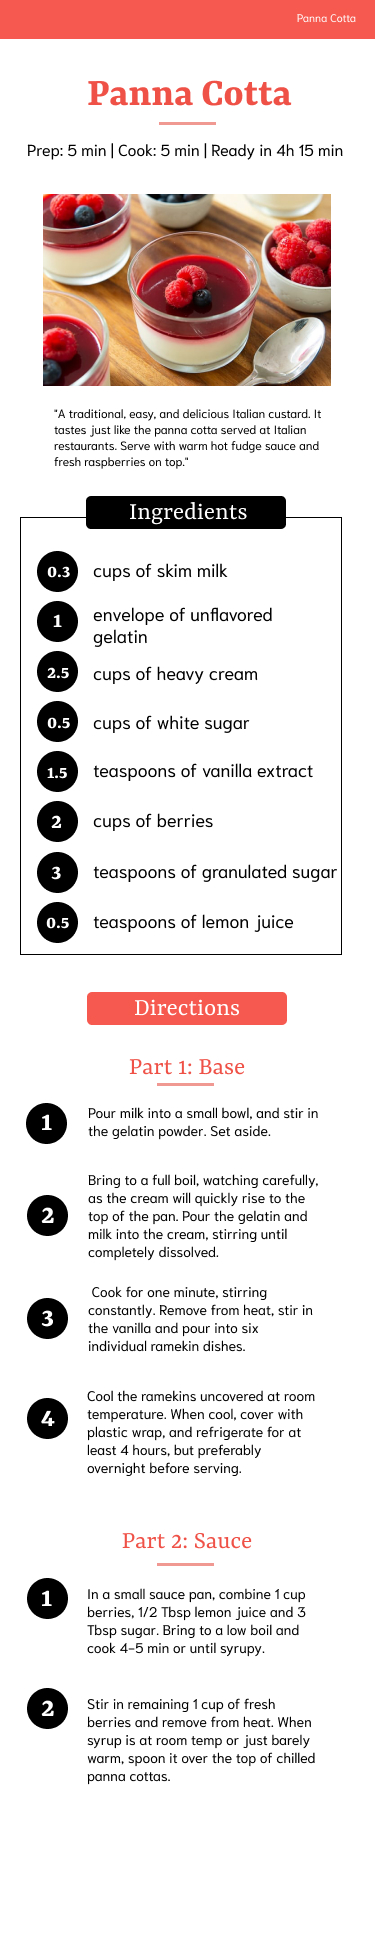 Panna Cotta
Panna Cotta
Prep: 5 min | Cook: 5 min | Ready in 4h 15 min
"A traditional, easy, and delicious Italian custard. It
tastes just like the panna cotta served at Italian
restaurants. Serve with warm hot fudge sauce and
fresh raspberries on top."
Ingredients
0.3 cups of skim milk
1 envelope of unflavored
gelatin
2.5 cups of heavy cream
0.5 cups of white sugar
1.5 teaspoons of vanilla extract
2 cups of berries
3 teaspoons of granulated sugar
0.5 teaspoons of lemon juice
Directions
Part 1: Base
1 Pour milk into a small bowl, and stir in
the gelatin powder. Set aside.
2 Bring to a full boil, watching carefully,
as the cream will quickly rise to the
top of the pan. Pour the gelatin and
milk into the cream, stirring until
completely dissolved.
3 Cook for one minute, stirring
constantly. Remove from heat, stir in
the vanilla and pour into six
individual ramekin dishes.
4 Cool the ramekins uncovered at room
temperature. When cool, cover with
plastic wrap, and refrigerate for at
least 4 hours, but preferably
overnight before serving.
Part 2: Sauce
1 In a small sauce pan, combine 1 cup
berries, 1/2 Tbsp lemon juice and 3
Tbsp sugar. Bring to a low boil and
cook 4-5 min or until syrupy.
2 Stir in remaining 1 cup of fresh
berries and remove from heat. When
syrup is at room temp or just barely
warm, spoon it over the top of chilled
panna cottas.